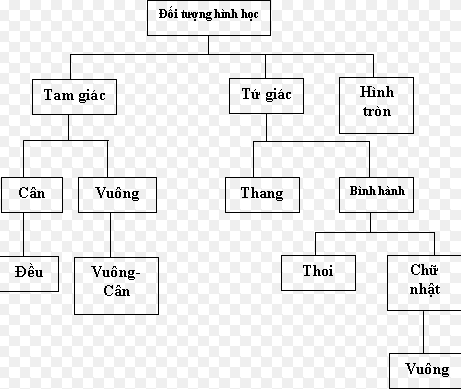 Đối tượng hình học
Tam giác
Tứ giác
Hình
tròn
Cân
Vuông
Thang
Bình hành
Đều
Vuông-
Cân
Thoi
Chữ
nhật
Vuông